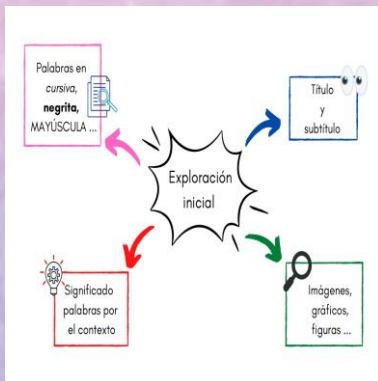 Palabras en
cursiva,
negrita,
MAYÚSCULA ...
Título
y
subtítulo
Exploración
inicial
Significado
palabras por
el contexto
Imágenes,
gráficos,
figuras ...